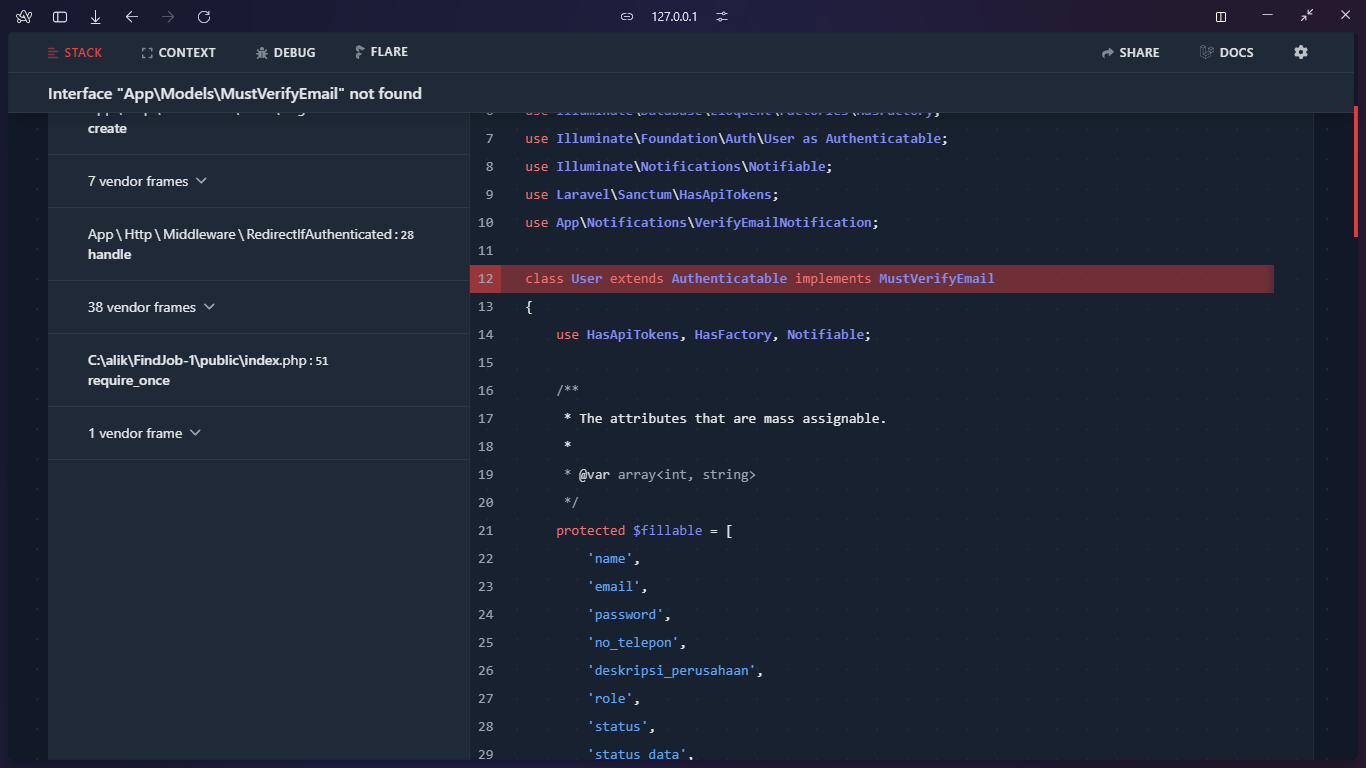 127.0.0.1
STACK CONTEXT DEBUG FLARE SHARE DOCS
Interface "App\Models\MustVerifyEmail" not found
create
7 vendor frames
App \ Http \ Middleware \ RedirectIfAuthenticated : 28
handle
38 vendor frames
C:\alik\FindJob-1\public\index.php : 51
require_once
1 vendor frame
6 use Illuminate\Database\Eloquent\Factories\HasFactory;
7 use Illuminate\Foundation\Auth\User as Authenticatable;
8 use Illuminate\Notifications\Notifiable;
9 use Laravel\Sanctum\HasApiTokens;
10 use App\Notifications\VerifyEmailNotification;
11
12 class User extends Authenticatable implements MustVerifyEmail
13 {
14 use HasApiTokens, HasFactory, Notifiable;
15
16 /**
17 * The attributes that are mass assignable.
18 *
19 * @var array<int, string>
20 */
21 protected $fillable = [
22 'name',
23 'email',
24 'password',
25 'no_telepon',
26 'deskripsi_perusahaan',
27 'role',
28 'status',
29 'status_data',